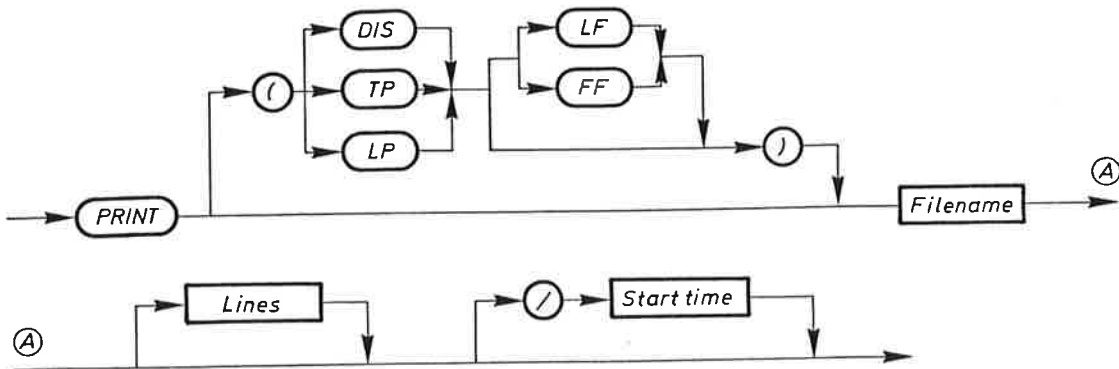 DIS LF
( TP FF
LP )
PRINT Filename A
A Lines / Start time